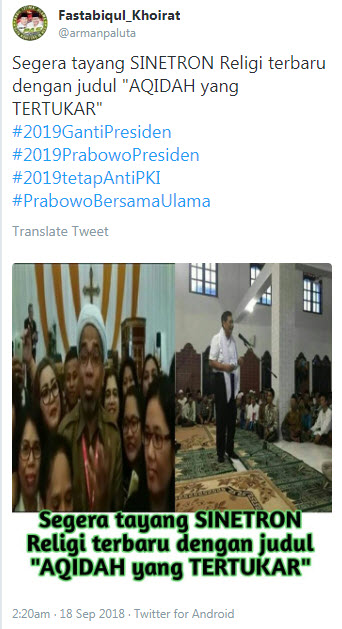 Fastabiqul_Khoirat
@armanpaluta
Segera tayang SINETRON Religi terbaru
dengan judul "AQIDAH yang
TERTUKAR"
#2019GantiPresiden
#2019PrabowoPresiden
#2019tetapAntiPKI
#PrabowoBersamaUlama
Translate Tweet
Segera tayang SINETRON
Religi terbaru dengan judul
"AQIDAH yang TERTUKAR"
2:20am · 18 Sep 2018 · Twitter for Android